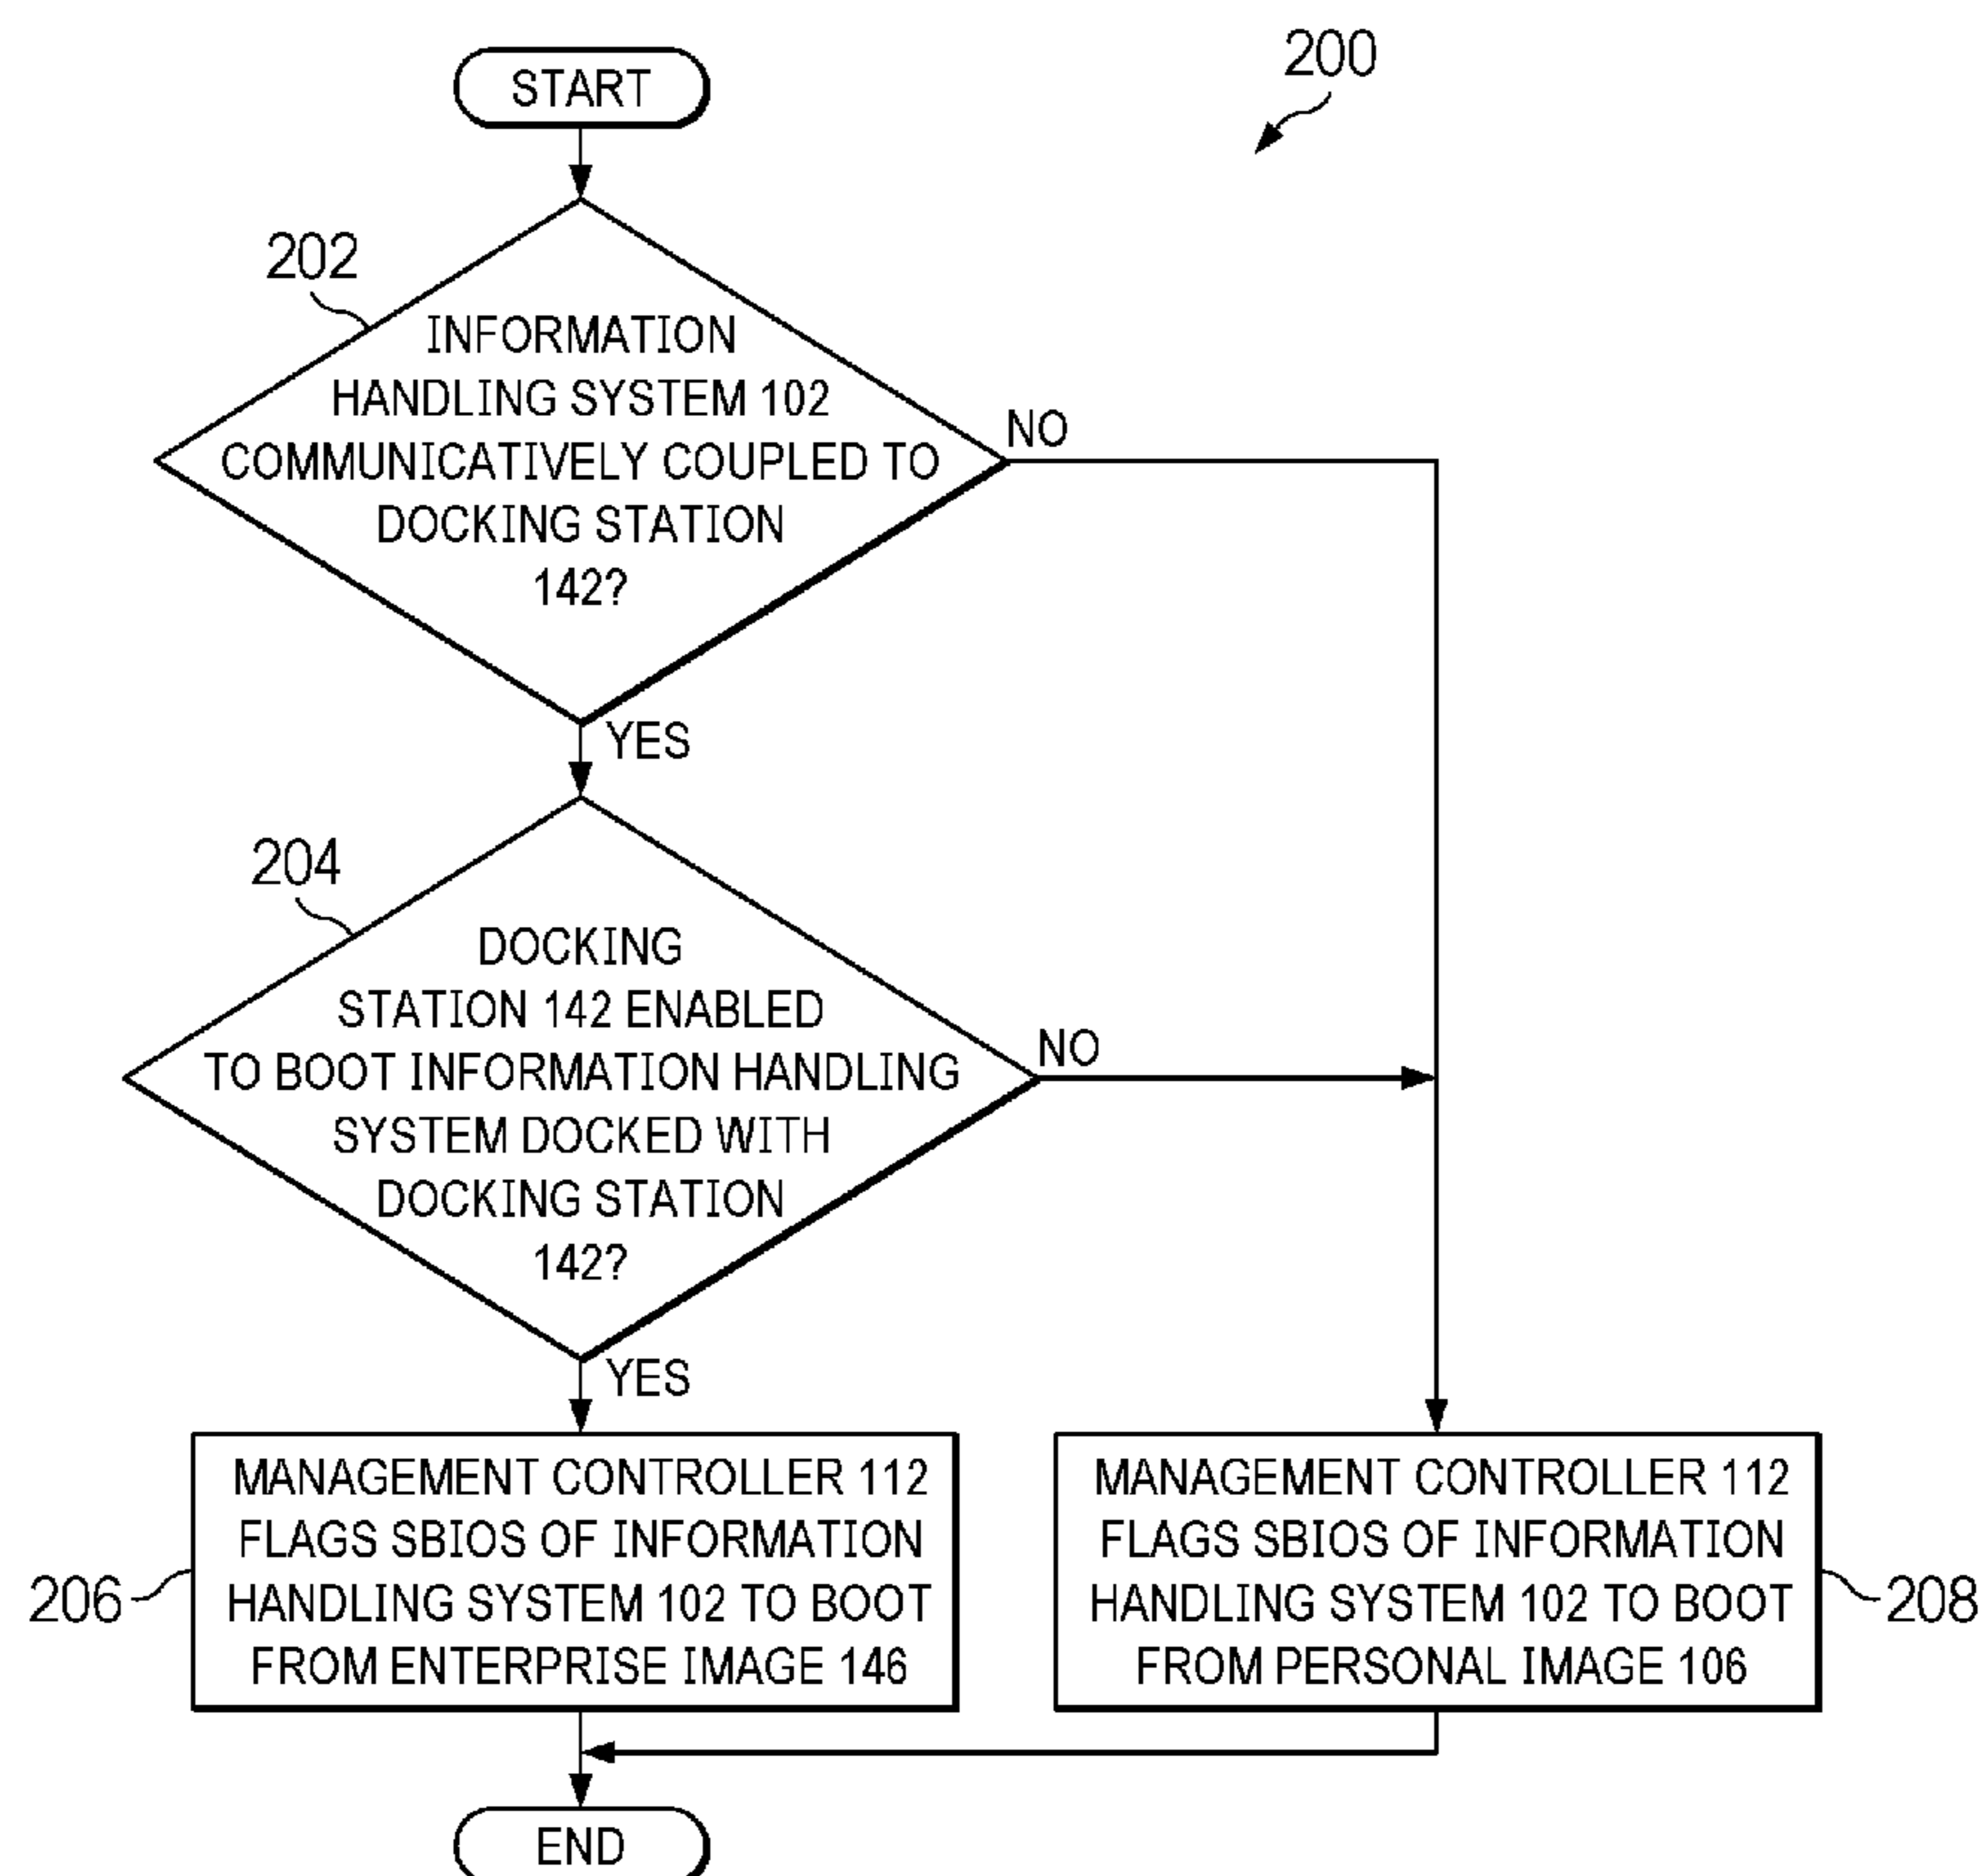 START
200
202
INFORMATION
HANDLING SYSTEM 102
COMMUNICATIVELY COUPLED TO
DOCKING STATION
142?
NO
YES
204
DOCKING
STATION 142 ENABLED
TO BOOT INFORMATION HANDLING
SYSTEM DOCKED WITH
DOCKING STATION
142?
NO
YES
206
MANAGEMENT CONTROLLER 112
FLAGS SBIOS OF INFORMATION
HANDLING SYSTEM 102 TO BOOT
FROM ENTERPRISE IMAGE 146
MANAGEMENT CONTROLLER 112
FLAGS SBIOS OF INFORMATION
HANDLING SYSTEM 102 TO BOOT
FROM PERSONAL IMAGE 106
208
END